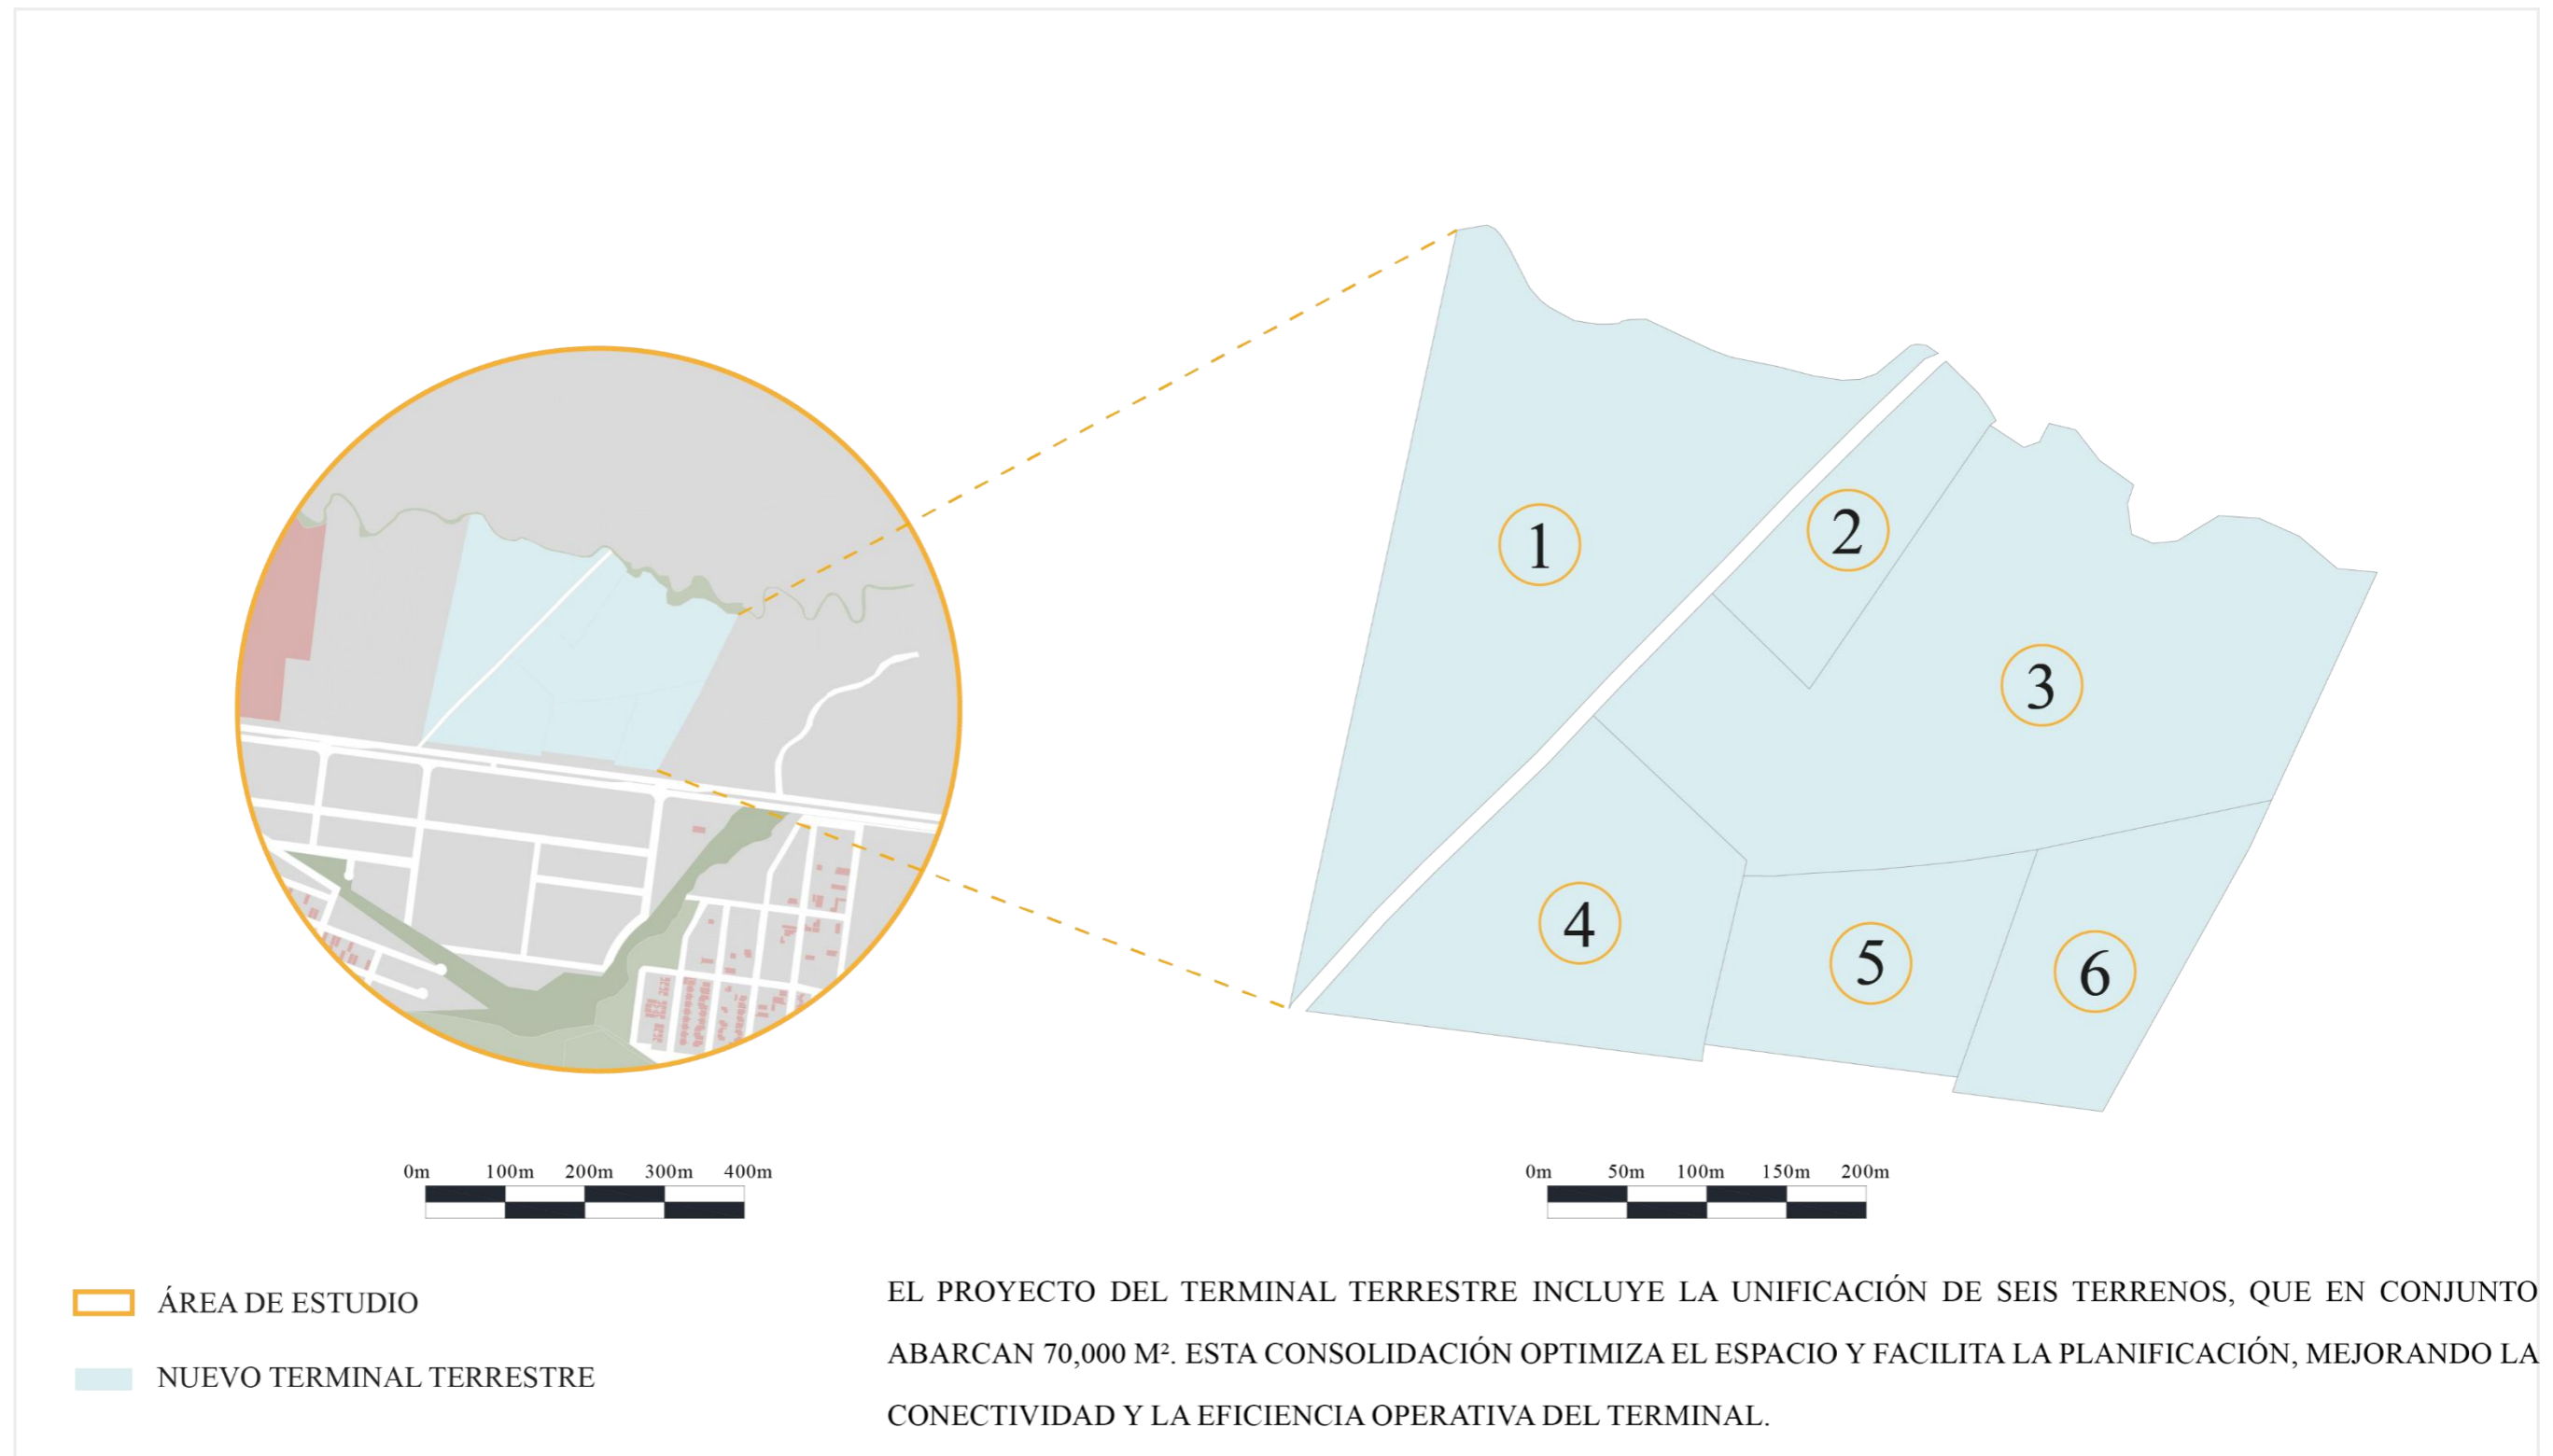 1
2
3
4
5
6
0m 100m 200m 300m 400m
0m 50m 100m 150m 200m
ÁREA DE ESTUDIO
NUEVO TERMINAL TERRESTRE
EL PROYECTO DEL TERMINAL TERRESTRE INCLUYE LA UNIFICACIÓN DE SEIS TERRENOS, QUE EN CONJUNTO
ABARCAN 70,000 M². ESTA CONSOLIDACIÓN OPTIMIZA EL ESPACIO Y FACILITA LA PLANIFICACIÓN, MEJORANDO LA
CONECTIVIDAD Y LA EFICIENCIA OPERATIVA DEL TERMINAL.